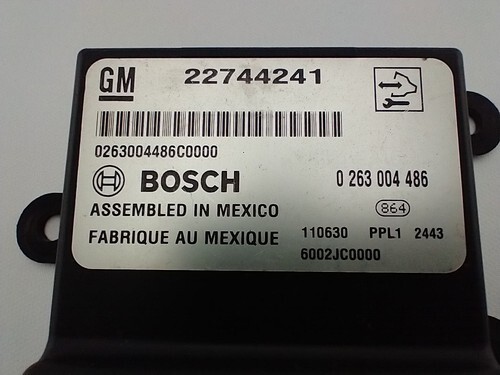 GM 22744241
0263004486C0000
BOSCH 0 263 004 486
ASSEMBLED IN MEXICO 864
FABRIQUE AU MEXIQUE 110630 PPL1 2443
6002JC0000